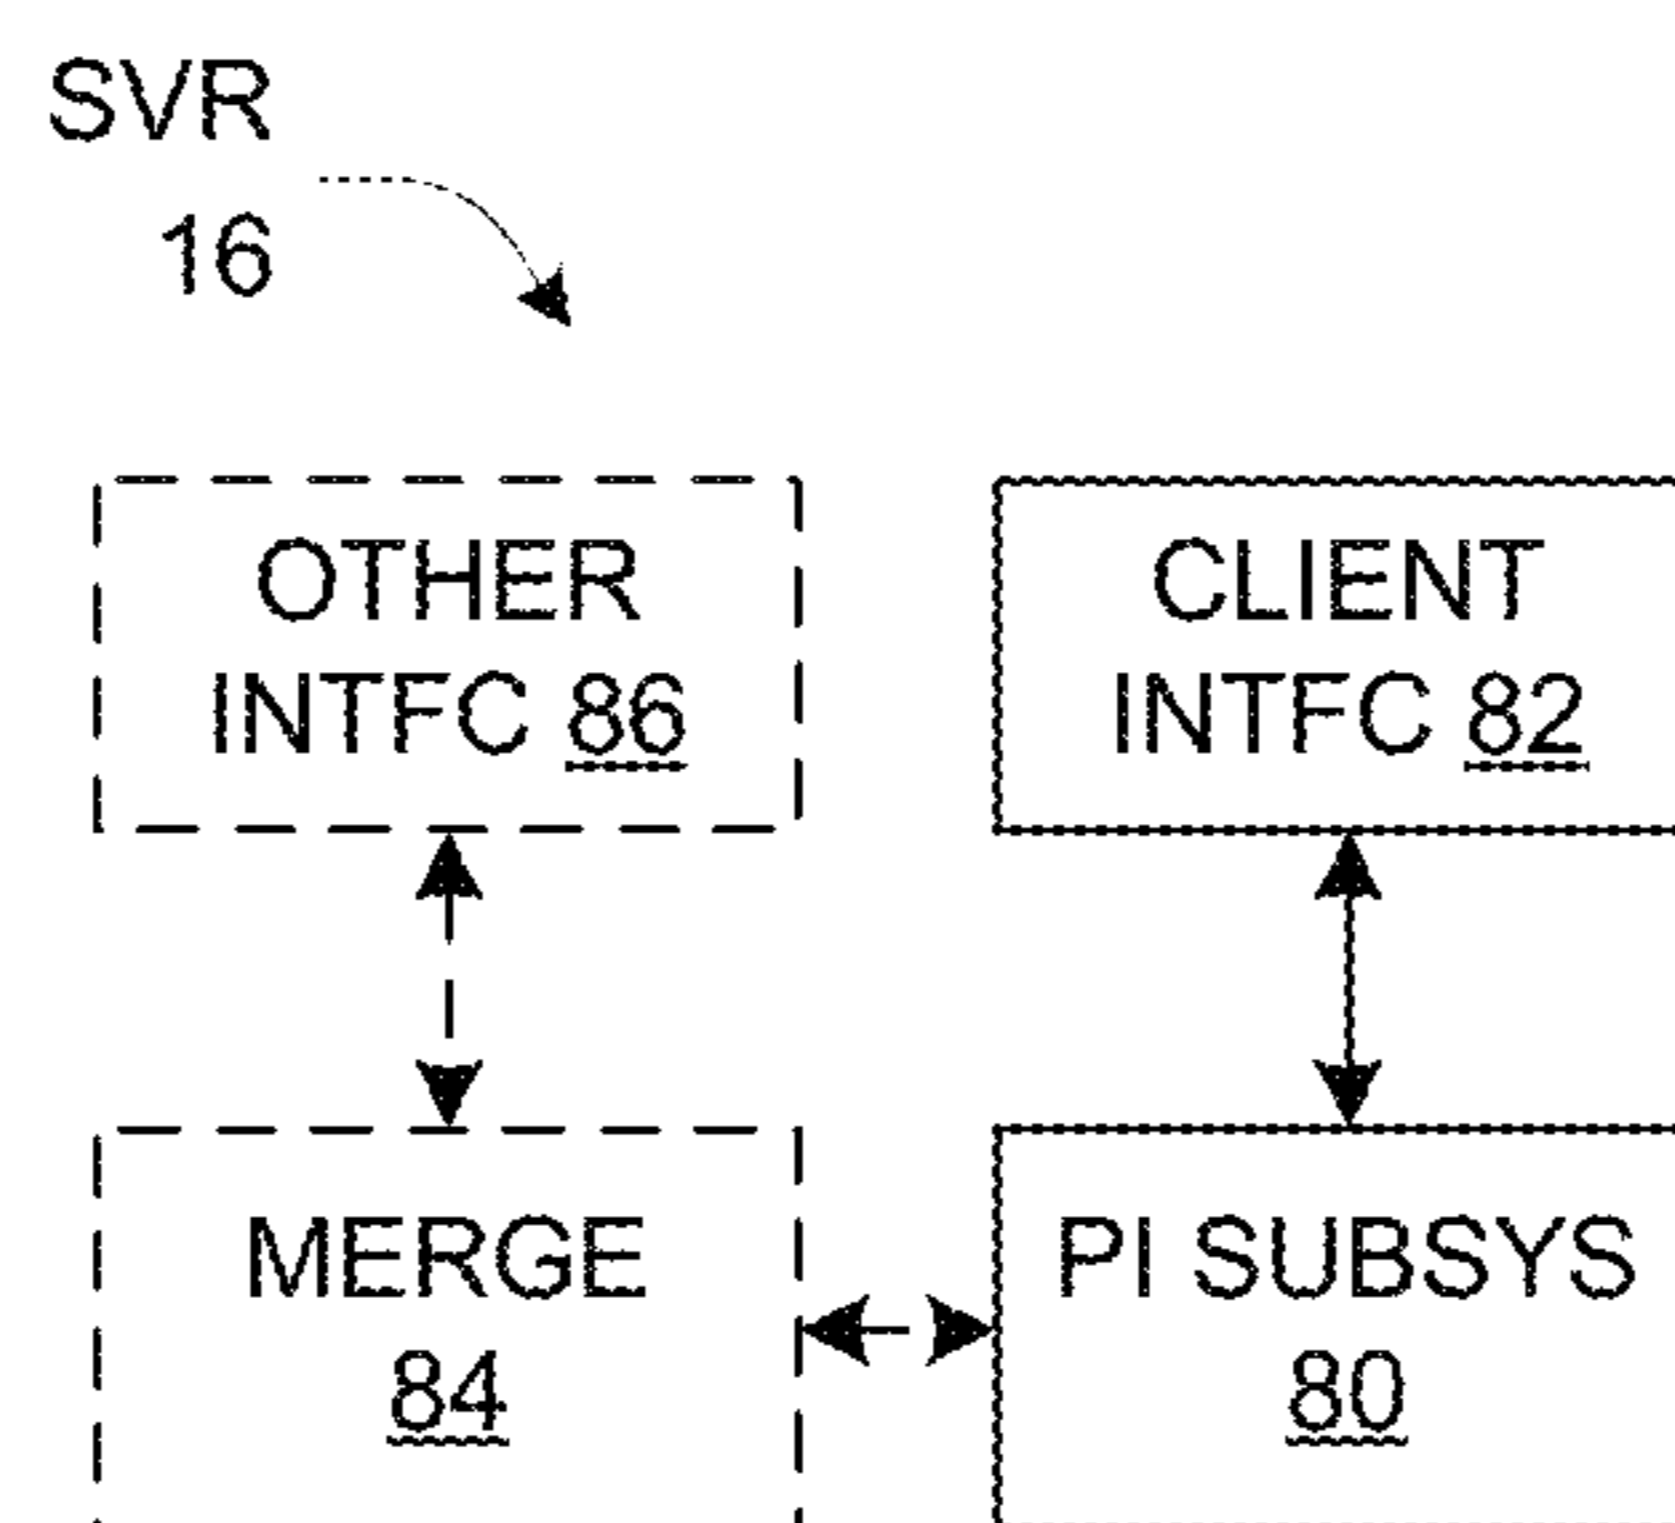 SVR
16
OTHER
INTFC 86
CLIENT
INTFC 82
MERGE
84
PI SUBSYS
80